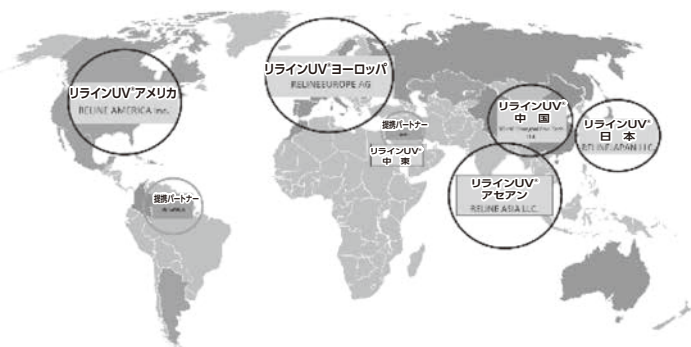 リラインUV®アメリカ
RELINE AMERICA Inc.
リラインUV®ヨーロッパ
RELINEEUROPE AG
提携パートナー
リラインUV®
中 東
リラインUV®
中 国
リラインUV®
日 本
RELINE JAPAN LLC.
リラインUV®
アセアン
RELINE ASIA LLC.
提携パートナー